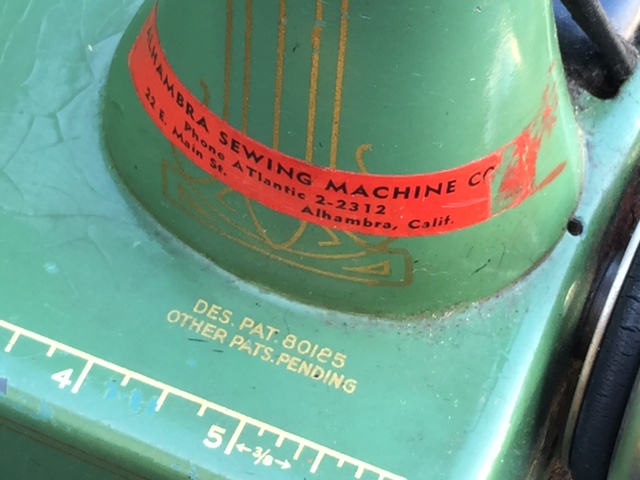 ALHAMBRA SEWING MACHINE CO
Phone ATlantic 2-2312
22 E. Main St. Alhambra, Calif.
DES. PAT. 80185
OTHER PATS. PENDING
4 5 ←3/8→